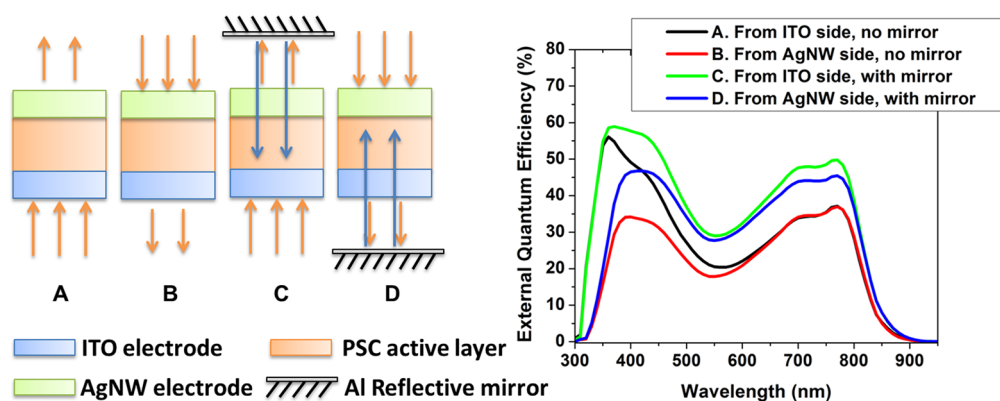 A
B
C
D
ITO electrode
PSC active layer
AgNW electrode
Al Reflective mirror
A. From ITO side, no mirror
B. From AgNW side, no mirror
C. From ITO side, with mirror
D. From AgNW side, with mirror
External Quantum Efficiency (%)
80
70
60
50
40
30
20
10
0
300 400 500 600 700 800 900
Wavelength (nm)